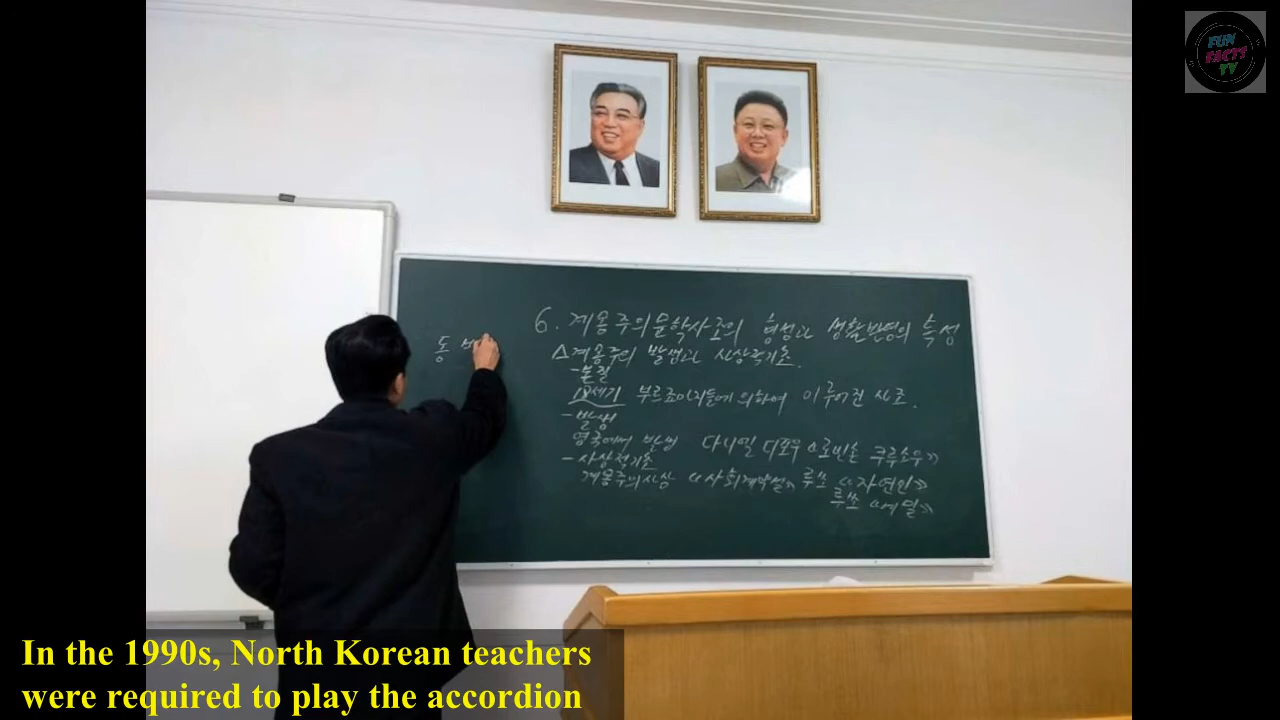 FUN
FACTS
TV
6. 계몽주의문학사조의 형성과 생활반영의 특성
△계몽주의 발생과 사상적기초.
-본질
18세기 부르죠아지들에 의하여 이루어진 사조.
-발생
영국에서 발생 다니엘 디포우 《로빈손 쿠루소우》
-사상적기초
계몽주의사상 《사회계약설》 루쏘 《자연인》
루쏘 《에밀》
동
In the 1990s, North Korean teachers
were required to play the accordion